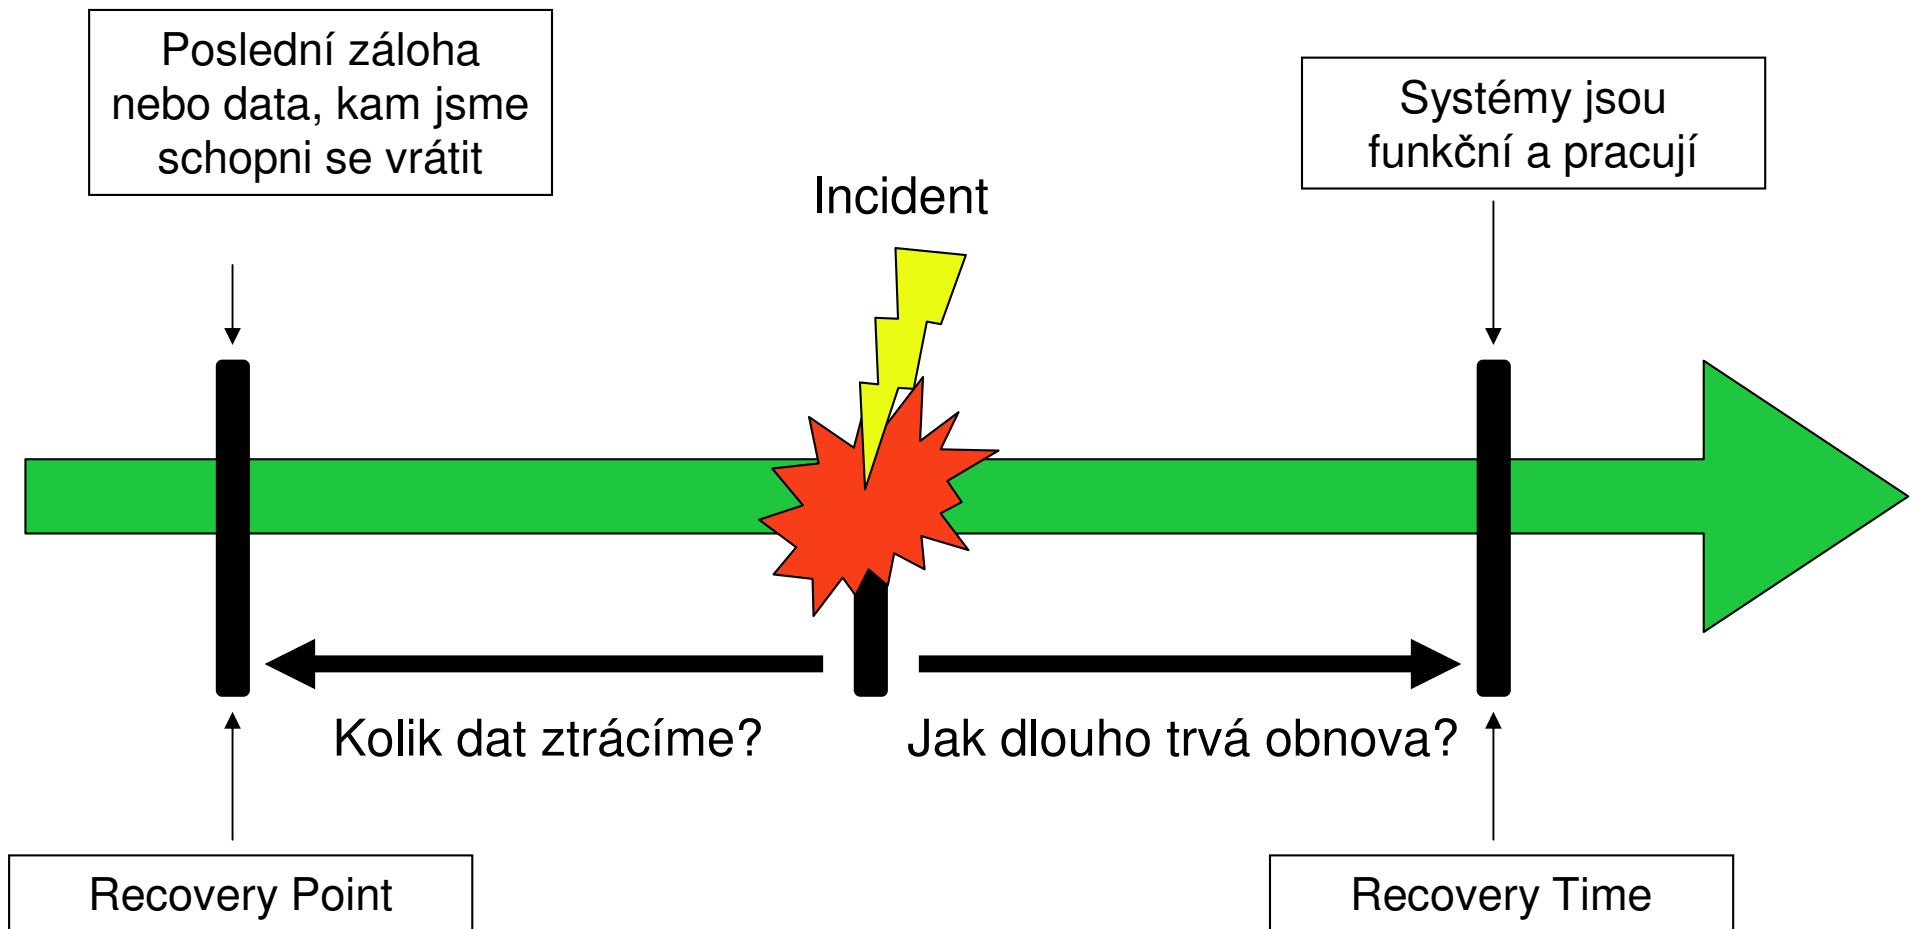 Poslední záloha
nebo data, kam jsme
schopni se vrátit
Systémy jsou
funkční a pracují
Incident
Kolik dat ztrácíme?
Jak dlouho trvá obnova?
Recovery Point
Recovery Time